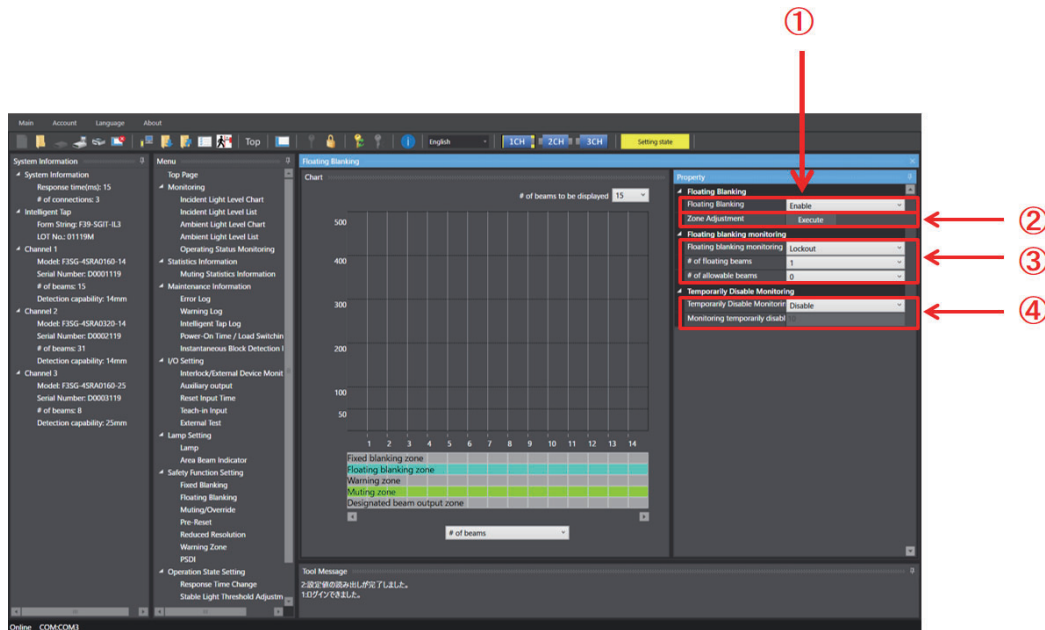 ①
Main Account Language About
Top English 1CH 2CH 3CH Setting state
System Information
System Information
Response time(ms): 15
# of connections: 3
Intelligent Tap
Form String: F39-SGIT-IL3
LOT No.: 01119M
Channel 1
Model: F3SG-4SRA0160-14
Serial Number: D0001119
# of beams: 15
Detection capability: 14mm
Channel 2
Model: F3SG-4SRA0320-14
Serial Number: D0002119
# of beams: 31
Detection capability: 14mm
Channel 3
Model: F3SG-4SRA0160-25
Serial Number: D0003119
# of beams: 8
Detection capability: 25mm
Menu
Top Page
Monitoring
Incident Light Level Chart
Incident Light Level List
Ambient Light Level Chart
Ambient Light Level List
Operating Status Monitoring
Statistics Information
Muting Statistics Information
Maintenance Information
Error Log
Warning Log
Intelligent Tap Log
Power-On Time / Load Switchin
Instantaneous Block Detection I
I/O Setting
Interlock/External Device Monit
Auxiliary output
Reset Input Time
Teach-in Input
External Test
Lamp Setting
Lamp
Area Beam Indicator
Safety Function Setting
Fixed Blanking
Floating Blanking
Muting/Override
Pre-Reset
Reduced Resolution
Warning Zone
PSDI
Operation State Setting
Response Time Change
Stable Light Threshold Adjustm
Floating Blanking
Chart
# of beams to be displayed 15
500
400
300
200
100
50
1 2 3 4 5 6 7 8 9 10 11 12 13 14
Fixed blanking zone
Floating blanking zone
Warning zone
Muting zone
Designated beam output zone
# of beams
Property
Floating Blanking
Floating Blanking Enable
Zone Adjustment Execute
②
Floating blanking monitoring
Floating blanking monitoring Lockout
# of floating beams 1
③
# of allowable beams 0
Temporarily Disable Monitoring
Temporarily Disable Monitorin Disable
④
Monitoring temporarily disabl
Tool Message
2:設定値の読み出しが完了しました。
1:ログインできました。
Online COM:COM3